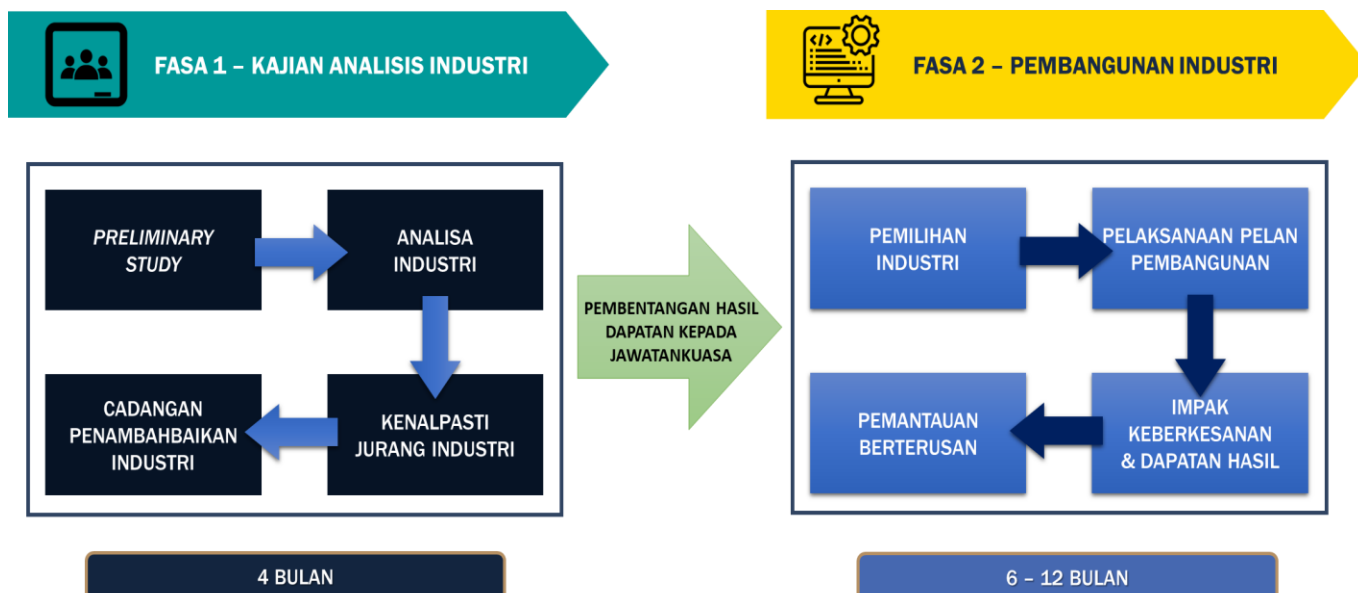 FASA 1 – KAJIAN ANALISIS INDUSTRI
PRELIMINARY
STUDY
ANALISA
INDUSTRI
KENALPASTI
JURANG INDUSTRI
CADANGAN
PENAMBAHBAIKAN
INDUSTRI
4 BULAN
PEMBENTANGAN HASIL
DAPATAN KEPADA
JAWATANKUASA
</> 
FASA 2 – PEMBANGUNAN INDUSTRI
PEMILIHAN
INDUSTRI
PELAKSANAAN PELAN
PEMBANGUNAN
IMPAK
KEBERKESANAN
& DAPATAN HASIL
PEMANTAUAN
BERTERUSAN
6 – 12 BULAN